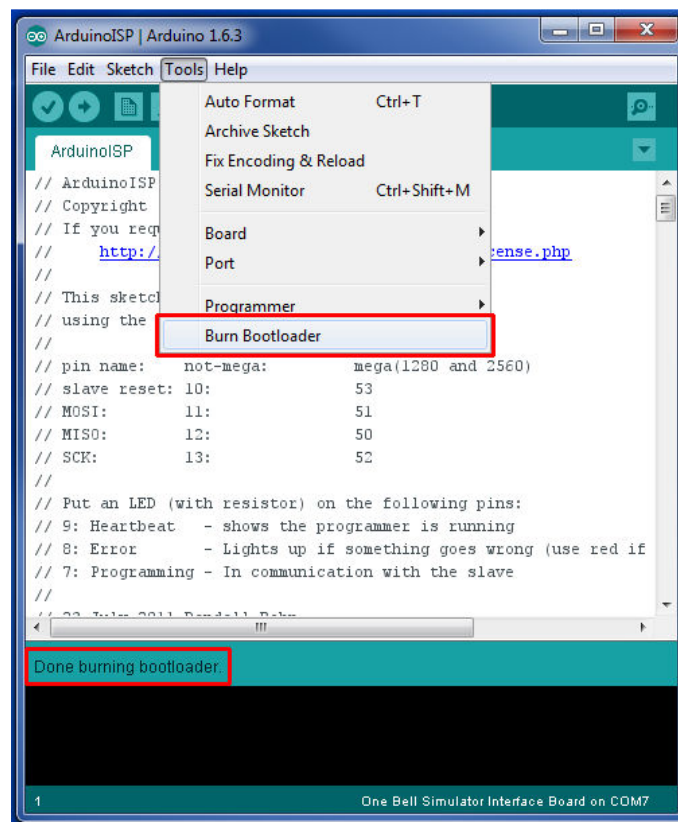 ArduinoISP | Arduino 1.6.3
File Edit Sketch Tools Help
Auto Format Ctrl+T
Archive Sketch
Fix Encoding & Reload
Serial Monitor Ctrl+Shift+M
Board
Port
Programmer
Burn Bootloader
ArduinoISP
// ArduinoISP
// Copyright
// If you req
// http:/ ense.php
//
// This sketc
// using the
//
// pin name: not-mega: mega(1280 and 2560)
// slave reset: 10: 53
// MOSI: 11: 51
// MISO: 12: 50
// SCK: 13: 52
//
// Put an LED (with resistor) on the following pins:
// 9: Heartbeat - shows the programmer is running
// 8: Error - Lights up if something goes wrong (use red if
// 7: Programming - In communication with the slave
//
Done burning bootloader.
1 One Bell Simulator Interface Board on COM7